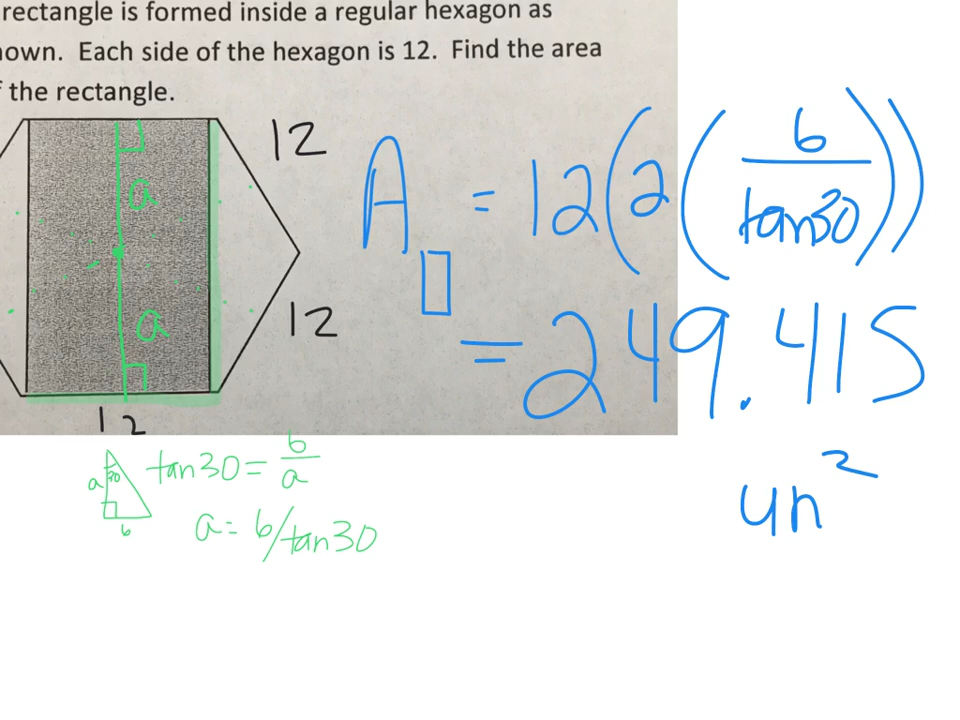 rectangle is formed inside a regular hexagon as
own. Each side of the hexagon is 12. Find the area
the rectangle.
12
a
A▯ = 12(2(6/tan30))
a
12
= 249.415
12
un²
a 30 6
tan30 = 6/a
a = 6/tan30